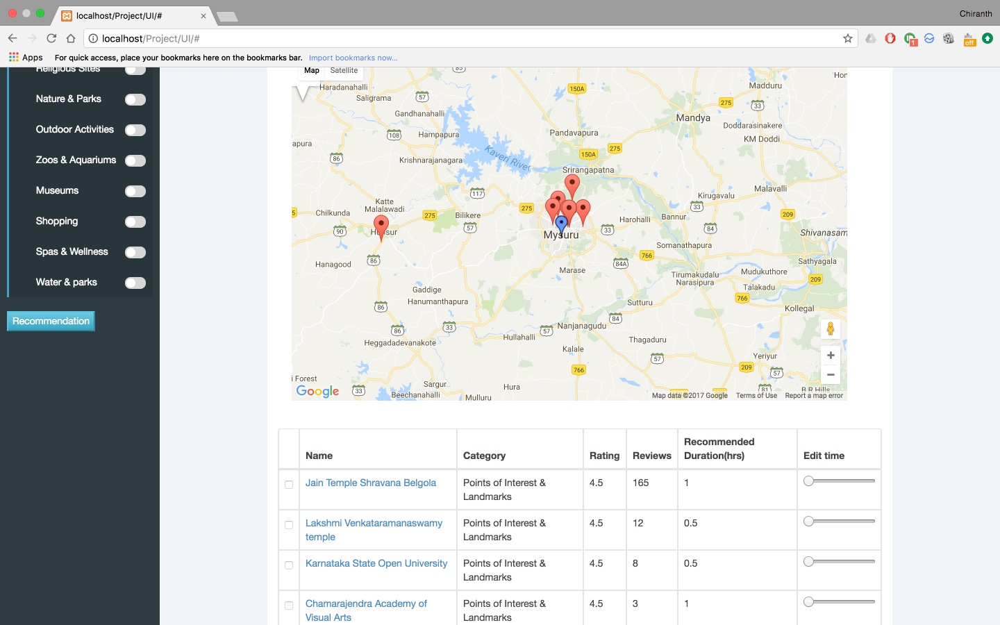 localhost/Project/UI/#
Chiranth
localhost/Project/UI/#
1
off
Apps
For quick access, place your bookmarks here on the bookmarks bar.
Import bookmarks now...
Religious Sites
Nature & Parks
Outdoor Activities
Zoos & Aquariums
Museums
Shopping
Spas & Wellness
Water & parks
Recommendation
Map
Satellite
85
Hon
Haradanahalli
Saligrama
57
150A
Madduru
275
33
Gandhanahalli
Mandya
108
Hampapura
Pandavapura
Doddarasinakere
KM Doddi
apura
86
Kaveri River
150A
275
Krishnarajanagara
Srirangapatna
117
Malavalli
Kirugavalu
Katte
Malalawadi
Chilkunda
275
Bilikere
275
33
209
5
Bannur
Harohalli
90
57
33
84
Shivanasam
Mysuru
Somanathapura
Hanagood
86
766
84A
Sathyagala
Marase
Tirumakudalu
Narasipura
Mudukuthore
209
Talakadu
Gaddige
Hanumanthapura
766
86
Sutturu
Kollegal
84
33
86
Nanjanagudu
57
Hullahalli
Heggadadevanakote
Thagaduru
Kalale
57
Yeriyur
766
209
57
i Forest
Sargur
Hura
81
Google
33
Beechanahalli
Mulluru
B R Hills
Map data ©2017 Google
Terms of Use
Report a map error
Name
Category
Rating
Reviews
Recommended
Duration(hrs)
Edit time
Jain Temple Shravana Belgola
Points of Interest &
Landmarks
4.5
165
1
Lakshmi Venkataramanaswamy
temple
Points of Interest &
Landmarks
4.5
12
0.5
Karnataka State Open University
Points of Interest &
Landmarks
4.5
8
0.5
Chamarajendra Academy of
Visual Arts
Points of Interest &
Landmarks
4.5
3
1